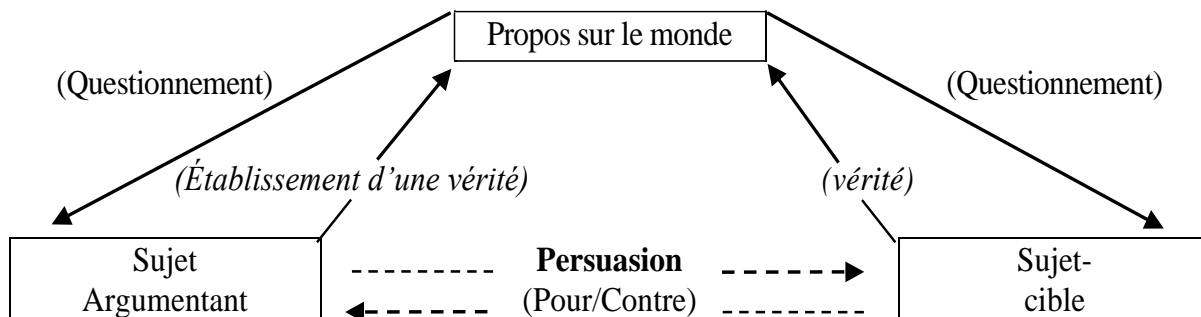 Propos sur le monde
(Questionnement)
(Questionnement)
(Établissement d’une vérité)
(vérité)
Sujet
Argumentant
Persuasion
(Pour/Contre)
Sujet-
cible